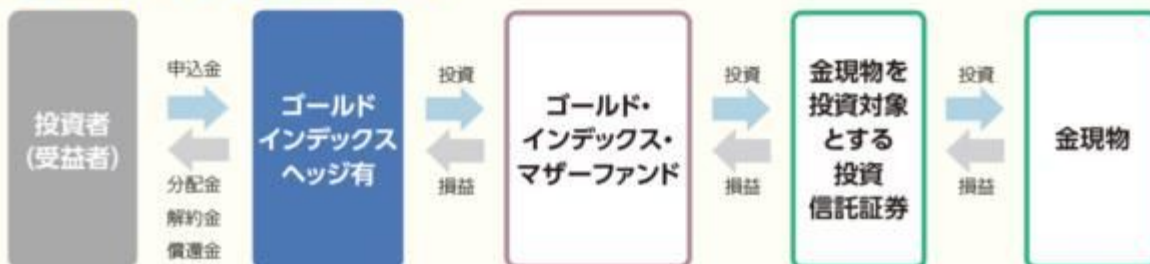 投資者
(受益者)
申込金
分配金
解約金
償還金
ゴールド
インデックス
ヘッジ有
投資
損益
ゴールド・
インデックス・
マザーファンド
投資
損益
金現物を
投資対象
とする
投資
信託証券
投資
損益
金現物